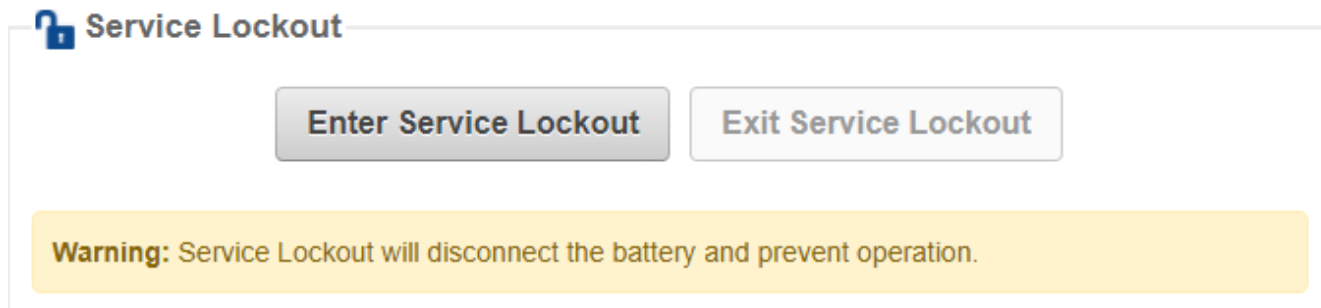 Service Lockout
Enter Service Lockout Exit Service Lockout
Warning: Service Lockout will disconnect the battery and prevent operation.